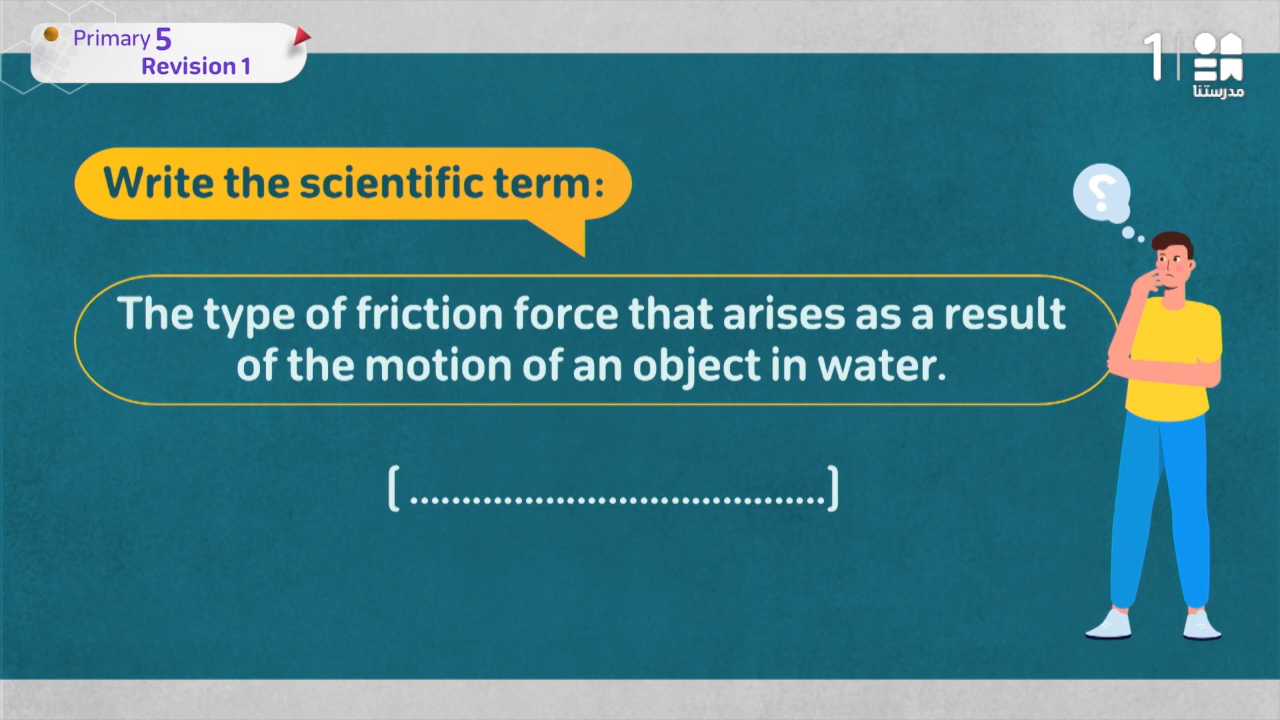 Primary 5
Revision 1
1
مدرستنا
Write the scientific term:
?
The type of friction force that arises as a result
of the motion of an object in water.
(........................................)